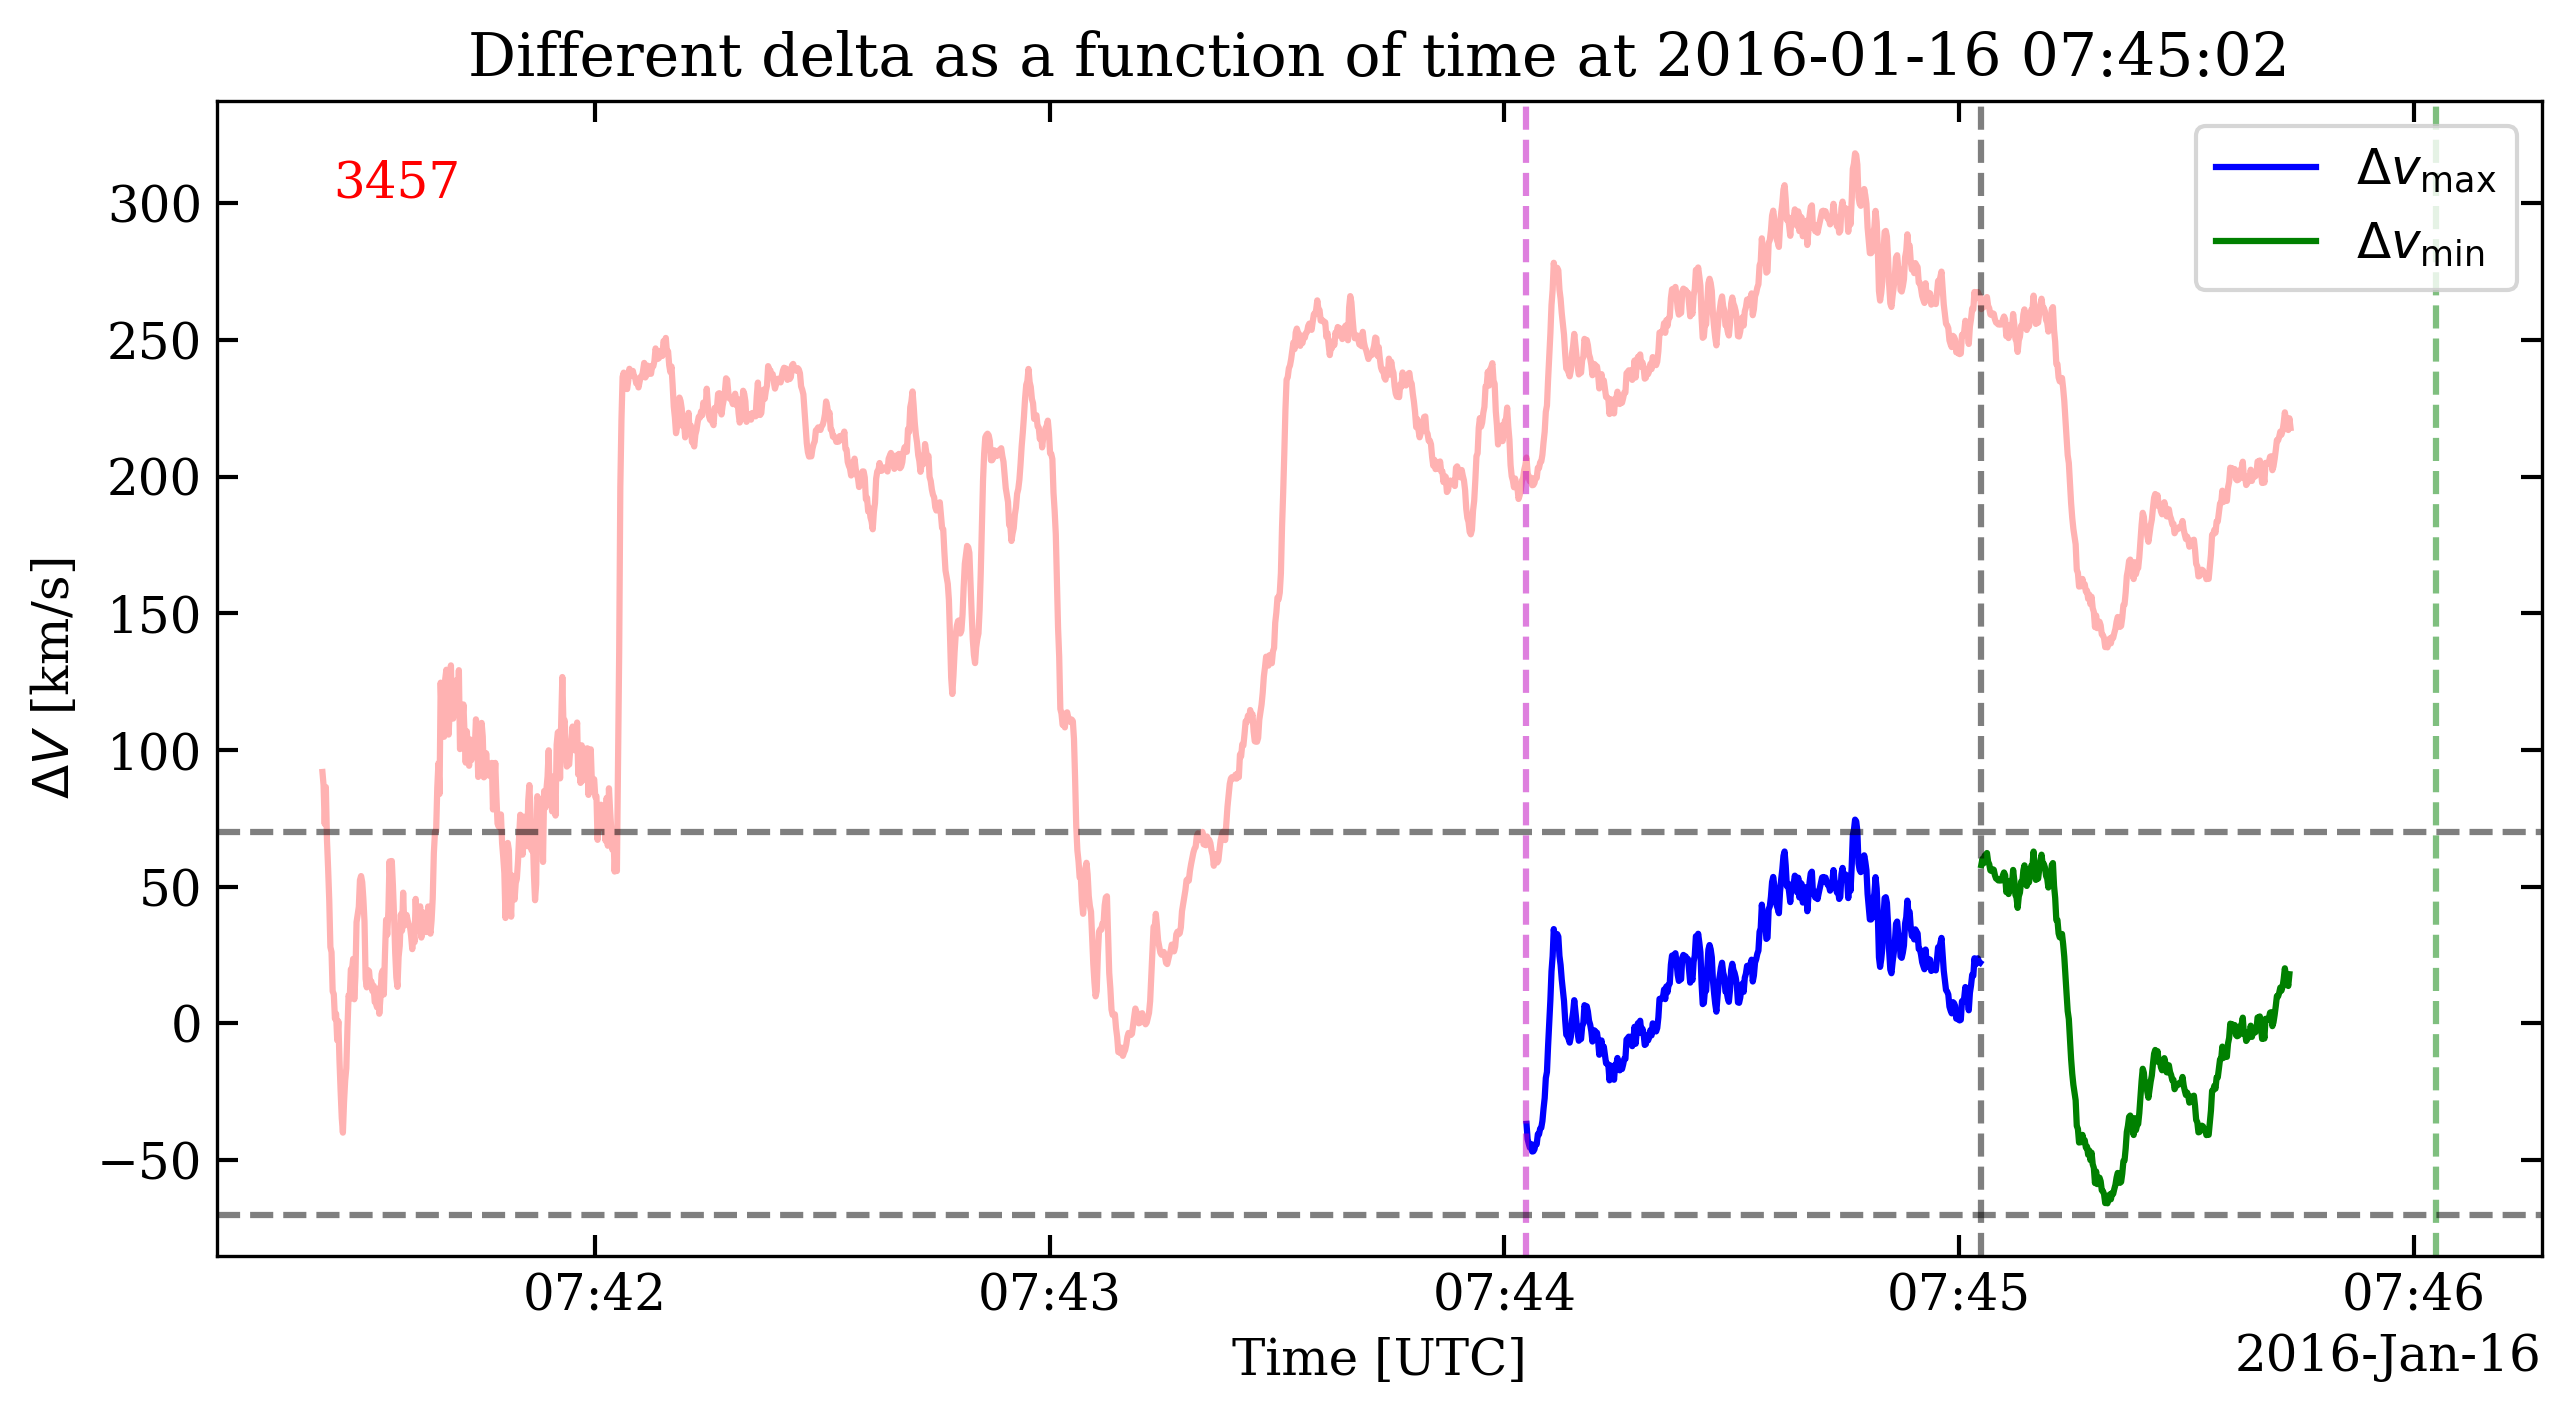 Different delta as a function of time at 2016-01-16 07:45:02
3457
Δv_max
Δv_min
ΔV [km/s]
300
250
200
150
100
50
0
−50
07:42 07:43 07:44 07:45 07:46
Time [UTC]
2016-Jan-16